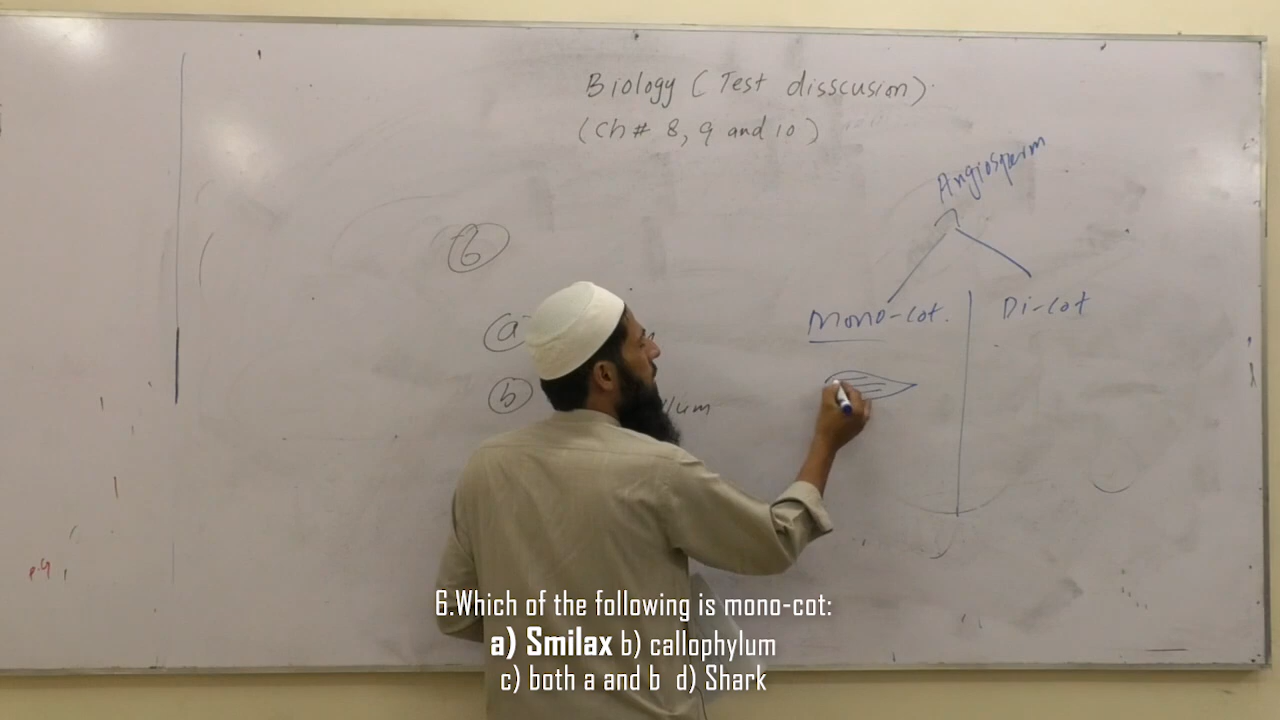 Biology (Test disscusion).
(Ch# 8, 9 and 10)
Angiosperm
6
Mono-cot.
Di-cot
a
b
6.Which of the following is mono-cot:
a) Smilax b) callophylum
c) both a and b d) Shark